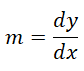 m = dy/dx